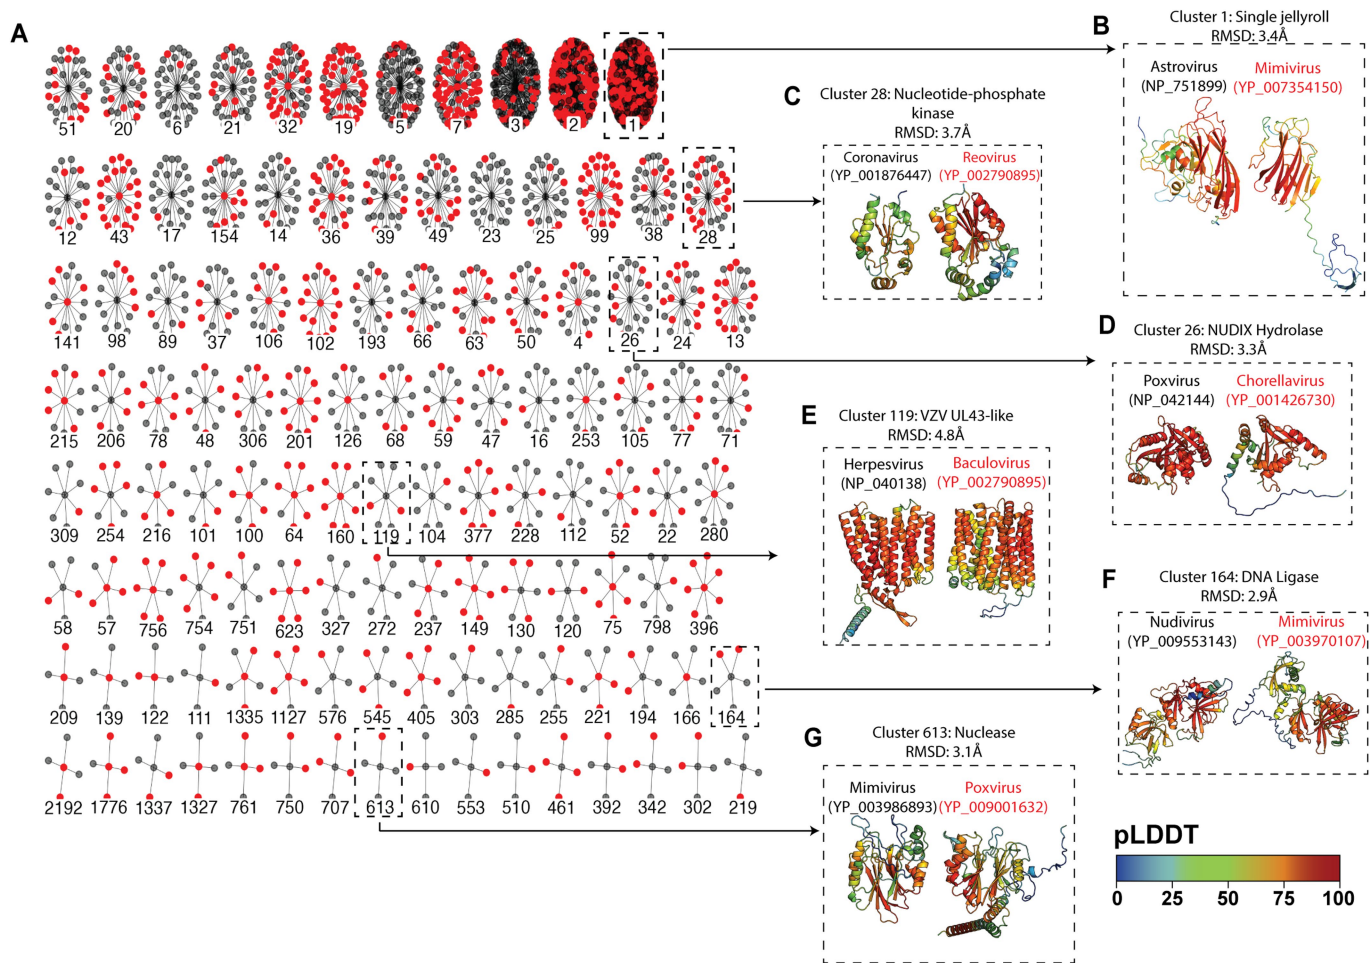 A
51 20 6 21 32 19 5 7 3 2 1
12 43 17 154 14 36 39 49 23 25 99 38 28
141 98 89 37 106 102 193 66 63 50 4 26 24 13
215 206 78 48 306 201 126 68 59 47 16 253 105 77 71
309 254 216 101 100 64 160 119 104 377 228 112 52 22 280
58 57 756 754 751 623 327 272 237 149 130 120 75 798 396
209 139 122 111 1335 1127 576 545 405 303 285 255 221 194 166 164
2192 1776 1337 1327 761 750 707 613 610 553 510 461 392 342 302 219
B
Cluster 1: Single jellyroll
RMSD: 3.4Å
Astrovirus Mimivirus
(NP_751899) (YP_007354150)
C
Cluster 28: Nucleotide-phosphate
kinase
RMSD: 3.7Å
Coronavirus Reovirus
(YP_001876447) (YP_002790895)
D
Cluster 26: NUDIX Hydrolase
RMSD: 3.3Å
Poxvirus Chorellavirus
(NP_042144) (YP_001426730)
E
Cluster 119: VZV UL43-like
RMSD: 4.8Å
Herpesvirus Baculovirus
(NP_040138) (YP_002790895)
F
Cluster 164: DNA Ligase
RMSD: 2.9Å
Nudivirus Mimivirus
(YP_009553143) (YP_003970107)
G
Cluster 613: Nuclease
RMSD: 3.1Å
Mimivirus Poxvirus
(YP_003986893) (YP_009001632)
pLDDT
0 25 50 75 100